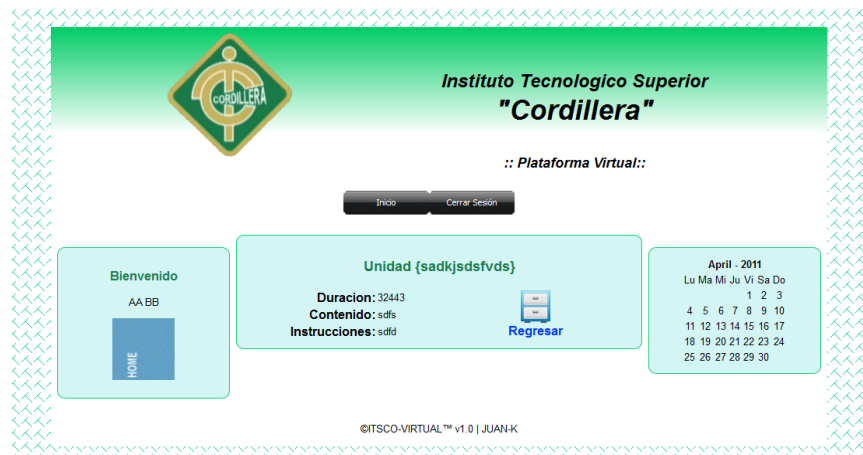 CORDILLERA
Instituto Tecnologico Superior
"Cordillera"
:: Plataforma Virtual::
Inicio
Cerrar Sesión
Bienvenido
AA BB
HOME
Unidad {sadkjsdsfvds}
Duracion: 32443
Contenido: sdfs
Instrucciones: sdfd
Regresar
April - 2011
Lu Ma Mi Ju Vi Sa Do
1 2 3
4 5 6 7 8 9 10
11 12 13 14 15 16 17
18 19 20 21 22 23 24
25 26 27 28 29 30
©ITSCO-VIRTUAL™ v1.0 | JUAN-K